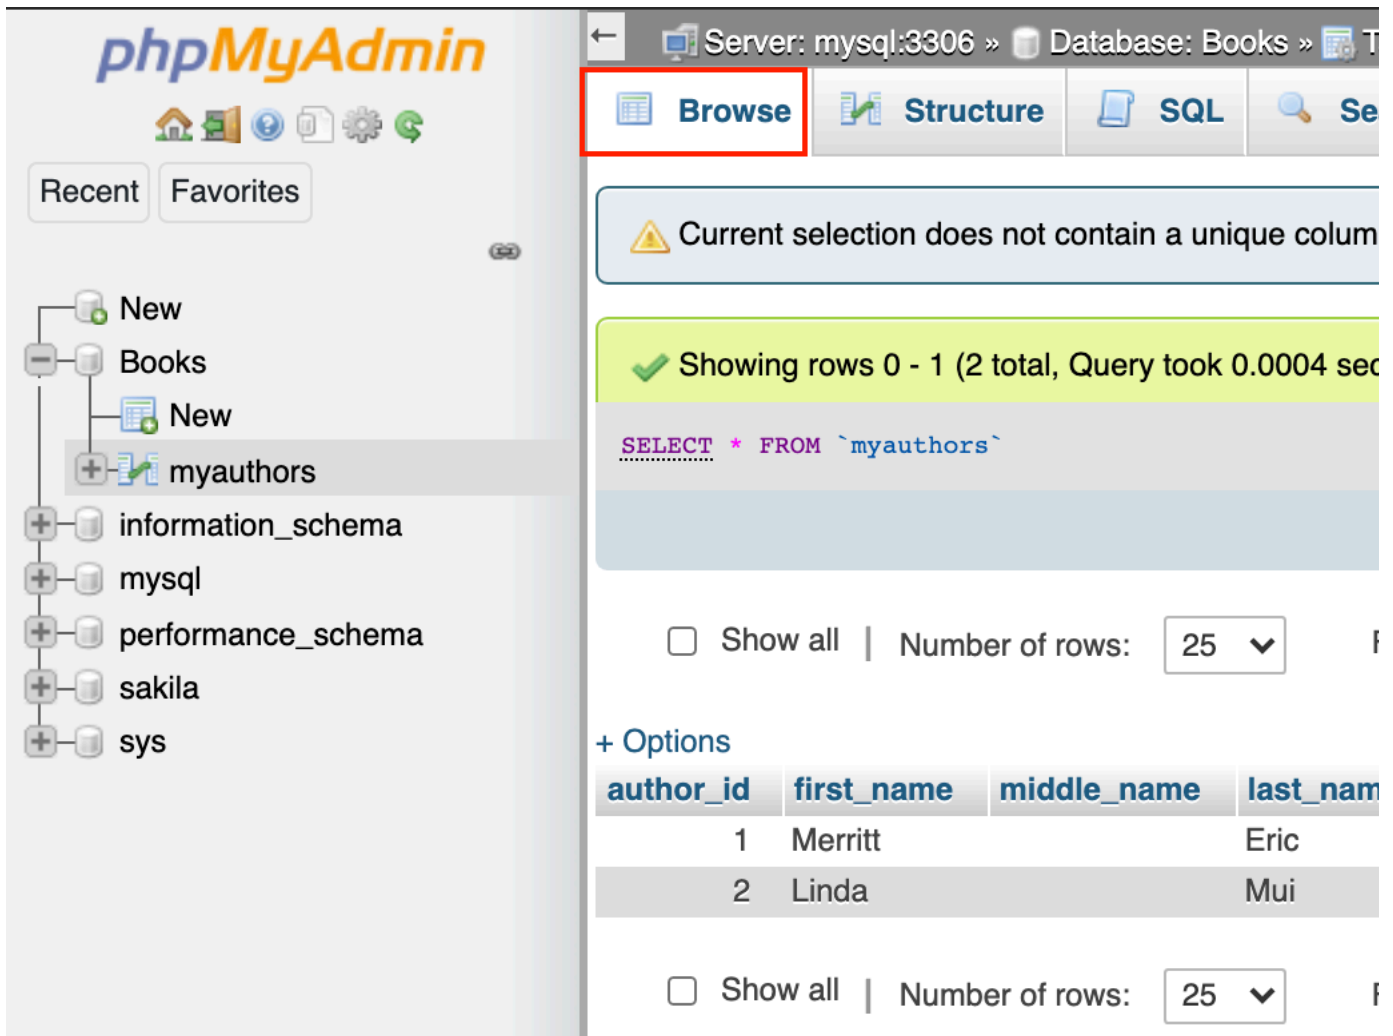 phpMyAdmin
Recent Favorites
New
Books
New
myauthors
information_schema
mysql
performance_schema
sakila
sys
Server: mysql:3306 » Database: Books »
Browse Structure SQL
Current selection does not contain a unique
Showing rows 0 - 1 (2 total, Query took 0.0004
SELECT * FROM `myauthors`
Show all | Number of rows: 25
+ Options
author_id first_name middle_name
1 Merritt Eric
2 Linda Mui
Show all | Number of rows: 25